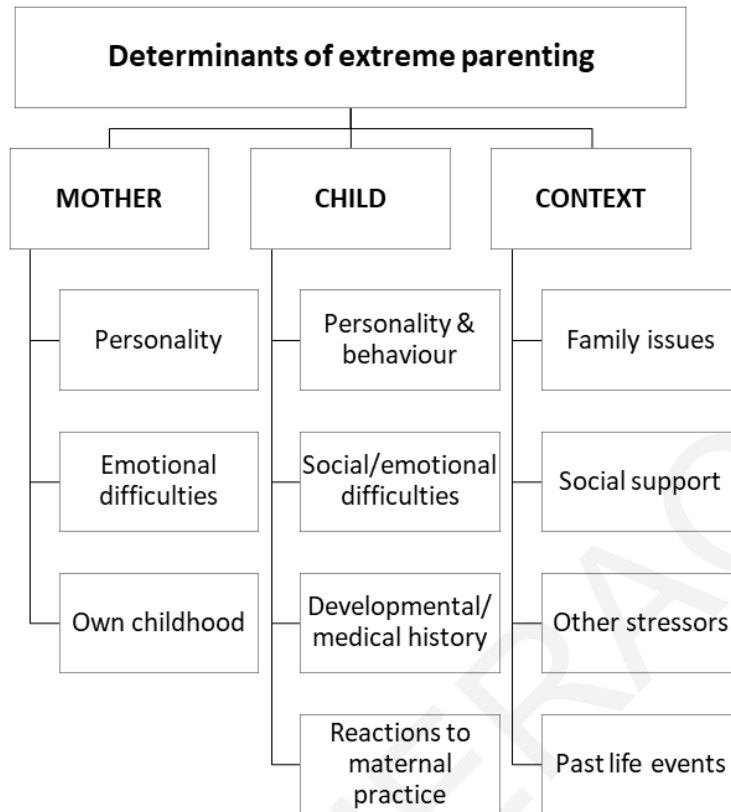 Determinants of extreme parenting
MOTHER
CHILD
CONTEXT
Personality
Emotional
difficulties
Own childhood
Personality &
behaviour
Social/emotional
difficulties
Developmental/
medical history
Reactions to
maternal
practice
Family issues
Social support
Other stressors
Past life events